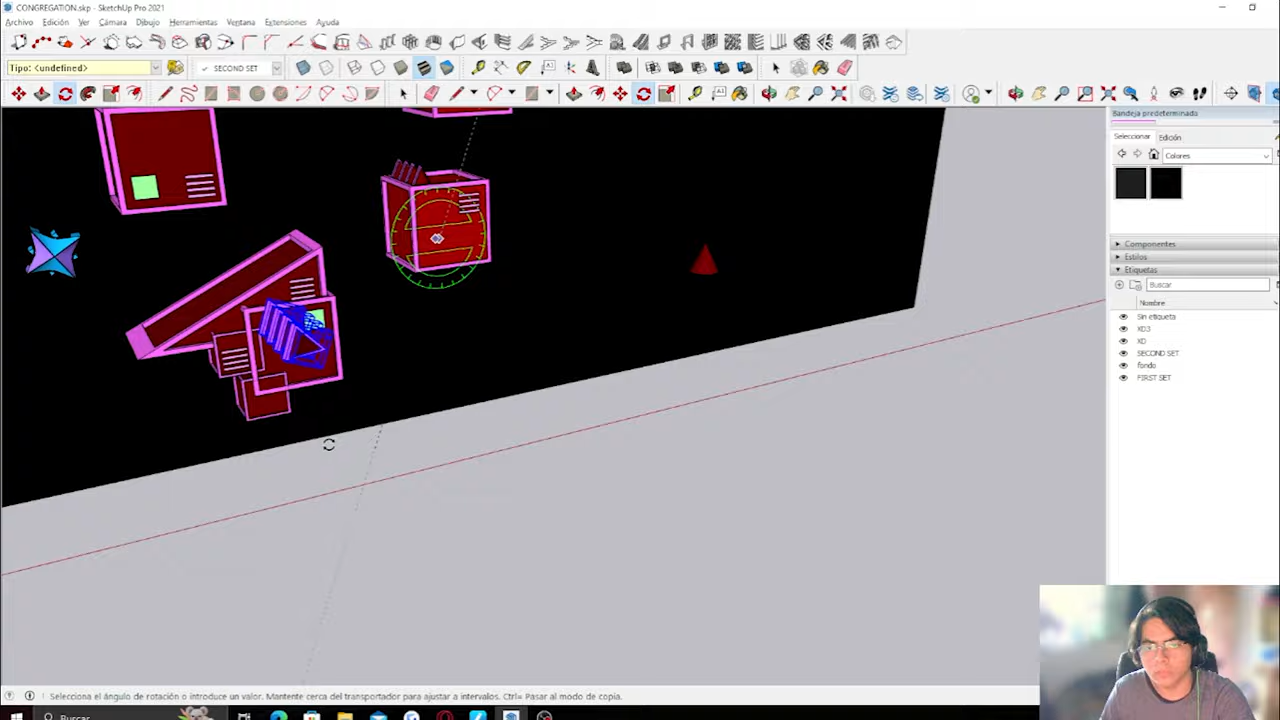 CONGREGATION.skp - SketchUp Pro 2021
Archivo Edición Ver Cámara Dibujo Herramientas Ventana Extensiones Ayuda
Tipo: <undefined>
SECOND SET
Bandeja predeterminado
Seleccionar Edición
Colores
Componentes
Estilos
Etiquetas
Buscar
Nombre
Sin etiqueta
XD3
XD
SECOND SET
fondo
FIRST SET
Selecciona el ángulo de rotación o introduce un valor. Mantente cerca del transportador para ajustar a intervalos. Ctrl= Pasar al modo de copia.
Buscar